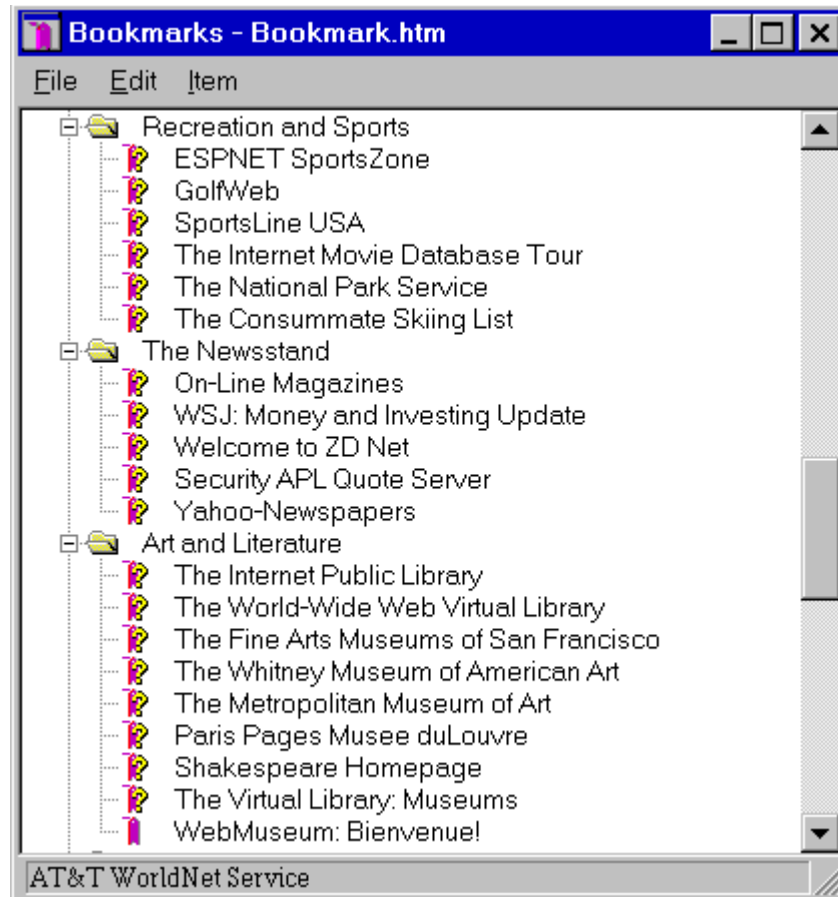 Bookmarks - Bookmark.htm
File Edit Item
Recreation and Sports
ESPNET SportsZone
GolfWeb
SportsLine USA
The Internet Movie Database Tour
The National Park Service
The Consummate Skiing List
The Newsstand
On-Line Magazines
WSJ: Money and Investing Update
Welcome to ZD Net
Security APL Quote Server
Yahoo-Newspapers
Art and Literature
The Internet Public Library
The World-Wide Web Virtual Library
The Fine Arts Museums of San Francisco
The Whitney Museum of American Art
The Metropolitan Museum of Art
Paris Pages Musee duLouvre
Shakespeare Homepage
The Virtual Library: Museums
WebMuseum: Bienvenue!
AT&T WorldNet Service